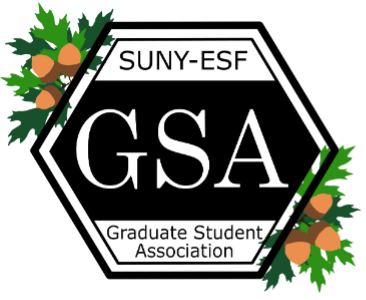 SUNY-ESF
GSA
Graduate Student
Association